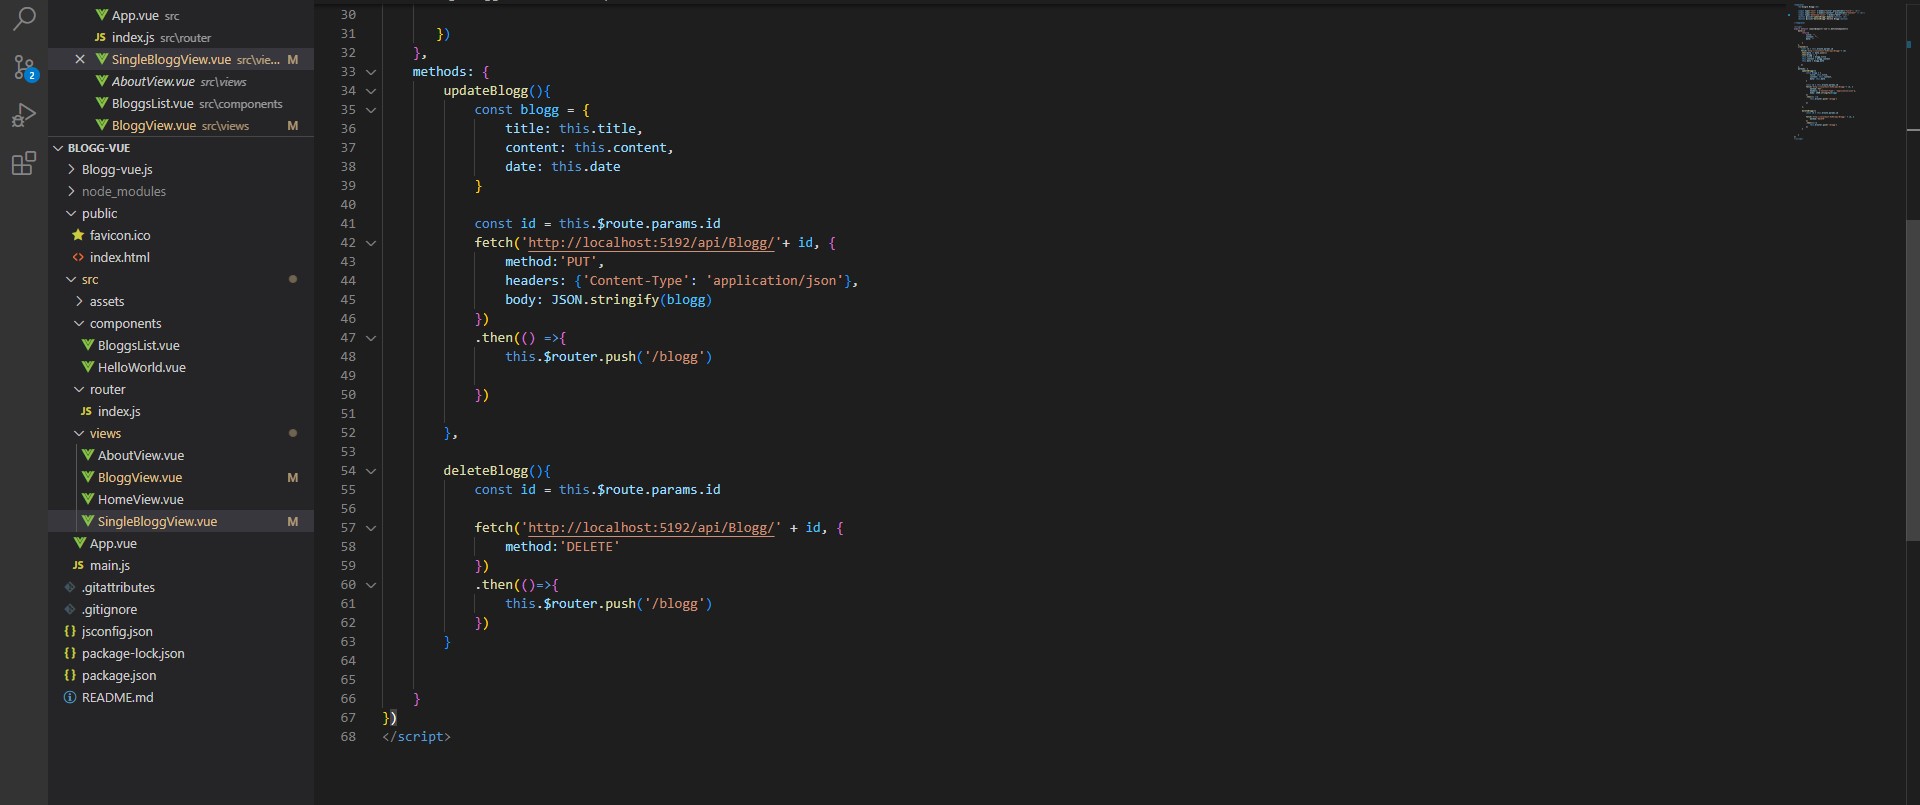 App.vue src
JS index.js src\router
SingleBloggView.vue src\vie... M
2
AboutView.vue src\views
BloggsList.vue src\components
BloggView.vue src\views M
BLOGG-VUE
Blogg-vue.js
node_modules
public
favicon.ico
<> index.html
src
assets
components
BloggsList.vue
HelloWorld.vue
router
JS index.js
views
AboutView.vue
BloggView.vue M
HomeView.vue
SingleBloggView.vue M
App.vue
JS main.js
.gitattributes
.gitignore
{} jsconfig.json
{} package-lock.json
{} package.json
README.md
30
31 })
32 },
33 methods: {
34 updateBlogg(){
35 const blogg = {
36 title: this.title,
37 content: this.content,
38 date: this.date
39 }
40
41 const id = this.$route.params.id
42 fetch('http://localhost:5192/api/Blogg/'+ id, {
43 method:'PUT',
44 headers: {'Content-Type': 'application/json'},
45 body: JSON.stringify(blogg)
46 })
47 .then(() =>{
48 this.$router.push('/blogg')
49
50 })
51
52 },
53
54 deleteBlogg(){
55 const id = this.$route.params.id
56
57 fetch('http://localhost:5192/api/Blogg/' + id, {
58 method:'DELETE'
59 })
60 .then(()=>{
61 this.$router.push('/blogg')
62 })
63 }
64
65
66 }
67 })
68 </script>